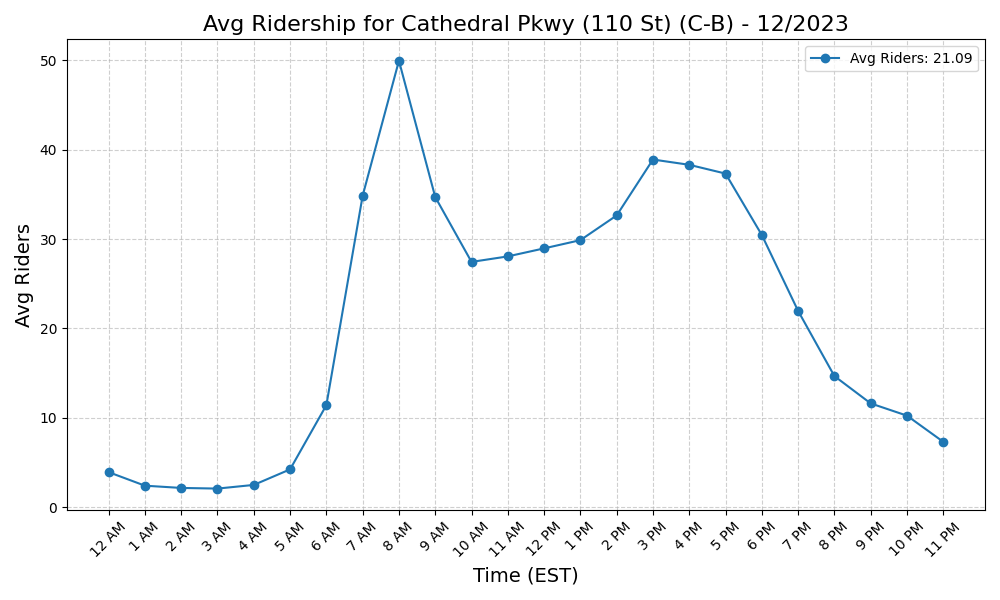 Avg Ridership for Cathedral Pkwy (110 St) (C-B) - 12/2023
Avg Riders: 21.09
Avg Riders
50
40
30
20
10
0
12 AM
1 AM
2 AM
3 AM
4 AM
5 AM
6 AM
7 AM
8 AM
9 AM
10 AM
11 AM
12 PM
1 PM
2 PM
3 PM
4 PM
5 PM
6 PM
7 PM
8 PM
9 PM
10 PM
11 PM
Time (EST)